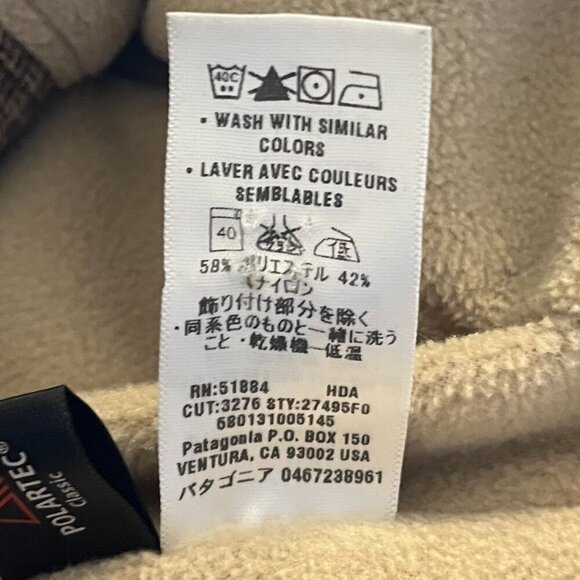 40C
• WASH WITH SIMILAR
COLORS
• LAVER AVEC COULEURS
SEMBLABLES
40
低
58% ポリエステル 42%
ナイロン
飾り付け部分を除く
・同系色のものと一緒に洗う
こと・乾燥機一低温
RN:51884 HDA
CUT:3276 STY:27495F0
680131005145
Patagonia P.O. BOX 150
VENTURA, CA 93002 USA
パタゴニア 0467238961
POLARTEC®
Classic